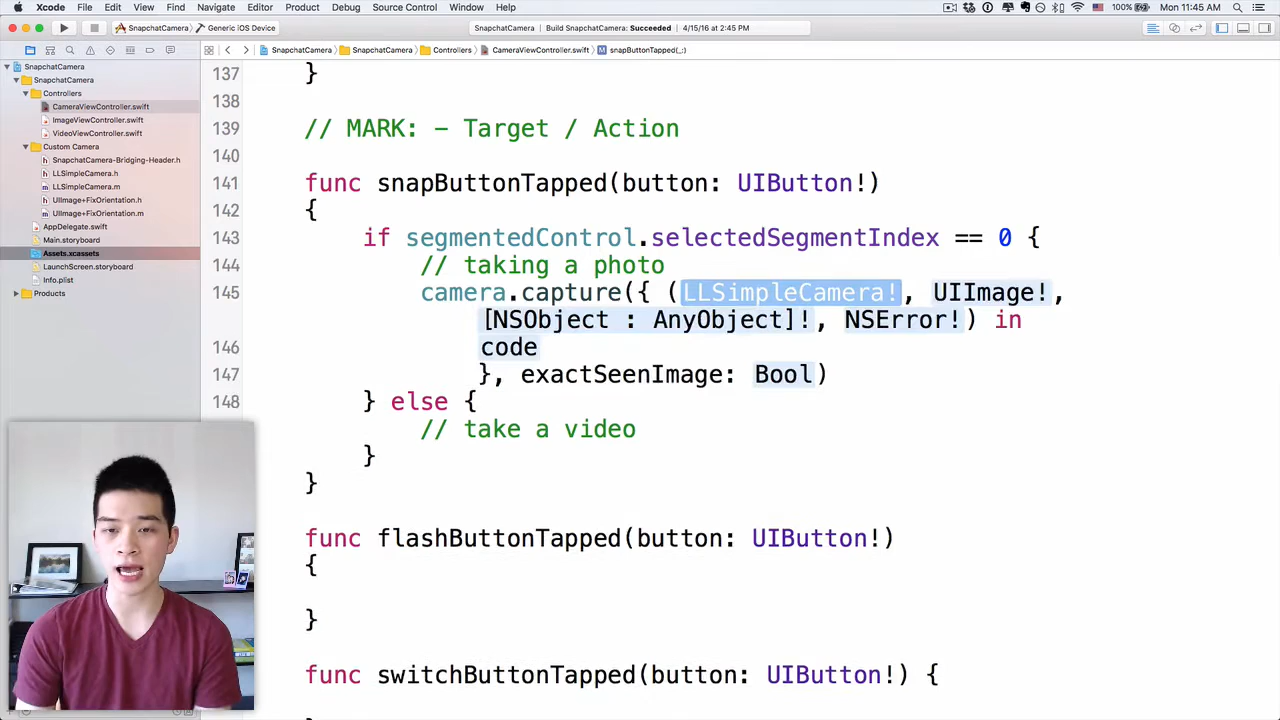 Xcode File Edit View Find Navigate Editor Product Debug Source Control Window Help 100% Mon 11:45 AM
SnapchatCamera Generic iOS Device SnapchatCamera Build SnapchatCamera: Succeeded 4/15/16 at 2:45 PM
SnapchatCamera SnapchatCamera Controllers CameraViewController.swift M snapButtonTapped(_:)
SnapchatCamera
SnapchatCamera
Controllers
CameraViewController.swift
ImageViewController.swift
VideoViewController.swift
Custom Camera
h SnapchatCamera-Bridging-Header.h
h LLSimpleCamera.h
m LLSimpleCamera.m
h UIImage+FixOrientation.h
m UIImage+FixOrientation.m
AppDelegate.swift
Main.storyboard
Assets.xcassets
LaunchScreen.storyboard
Info.plist
Products
137 }
138
139 // MARK: - Target / Action
140
141 func snapButtonTapped(button: UIButton!)
142 {
143 if segmentedControl.selectedSegmentIndex == 0 {
144 // taking a photo
145 camera.capture({ (LLSimpleCamera!, UIImage!,
[NSObject : AnyObject]!, NSError!) in
146 code
147 }, exactSeenImage: Bool)
148 } else {
// take a video
}
}
func flashButtonTapped(button: UIButton!)
{
}
func switchButtonTapped(button: UIButton!) {